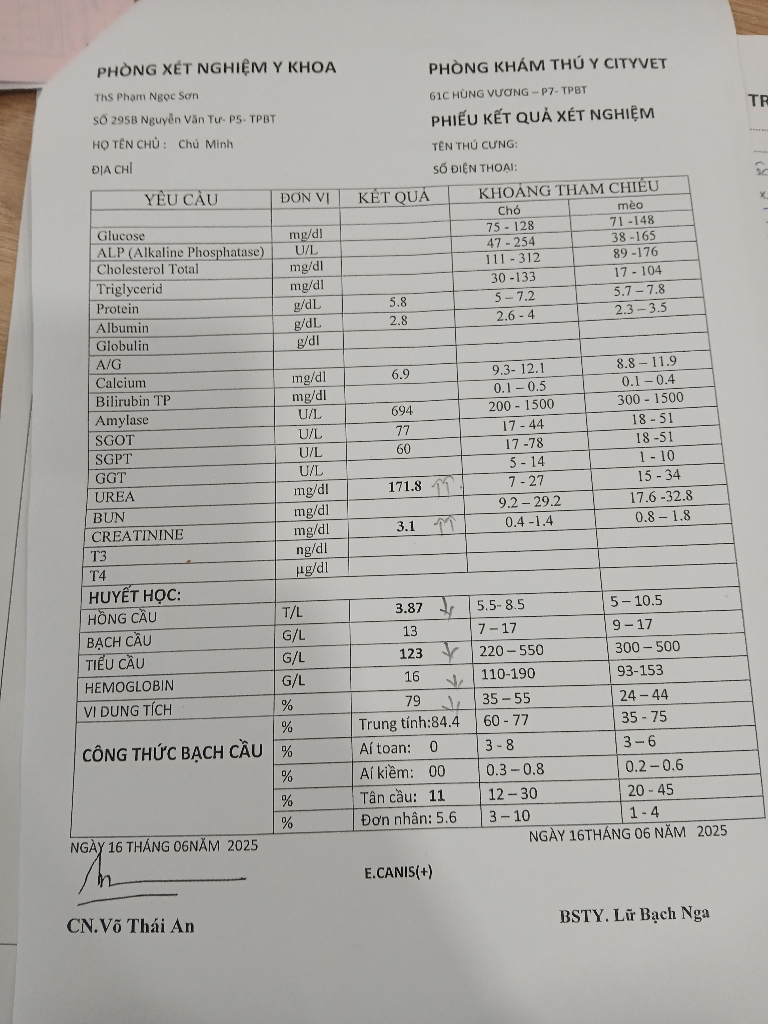 PHÒNG XÉT NGHIỆM Y KHOA
ThS Phạm Ngọc Sơn
SỐ 295B Nguyễn Văn Tư- P5- TPBT
HỌ TÊN CHỦ : Chú Minh
ĐỊA CHỈ
PHÒNG KHÁM THÚ Y CITYVET
61C HÙNG VƯƠNG – P7- TPBT
PHIẾU KẾT QUẢ XÉT NGHIỆM
TÊN THÚ CƯNG:
SỐ ĐIỆN THOẠI:
YÊU CẦU ĐƠN VỊ KẾT QUẢ KHOẢNG THAM CHIẾU
Chó mèo
Glucose mg/dl 75 - 128 71 -148
ALP (Alkaline Phosphatase) U/L 47 - 254 38 -165
Cholesterol Total mg/dl 111 - 312 89 -176
Triglycerid mg/dl 30 -133 17 - 104
Protein g/dL 5.8 5 – 7.2 5.7 – 7.8
Albumin g/dL 2.8 2.6 - 4 2.3 – 3.5
Globulin g/dl
A/G
Calcium mg/dl 6.9 9.3- 12.1 8.8 – 11.9
Bilirubin TP mg/dl 0.1 – 0.5 0.1 – 0.4
Amylase U/L 694 200 - 1500 300 - 1500
SGOT U/L 77 17 - 44 18 - 51
SGPT U/L 60 17 -78 18 -51
GGT U/L 5 - 14 1 - 10
UREA mg/dl 171.8 ↑↑ 7 - 27 15 - 34
BUN mg/dl 9.2 – 29.2 17.6 -32.8
CREATININE mg/dl 3.1 ↑↑ 0.4 -1.4 0.8 – 1.8
T3 ng/dl
T4 µg/dl
HUYẾT HỌC:
HỒNG CẦU T/L 3.87 ↓ 5.5- 8.5 5 – 10.5
BẠCH CẦU G/L 13 7 – 17 9 – 17
TIỂU CẦU G/L 123 ↓ 220 – 550 300 – 500
HEMOGLOBIN G/L 16 ↓ 110-190 93-153
VI DUNG TÍCH % 79 ↓ 35 – 55 24 – 44
CÔNG THỨC BẠCH CẦU
% Trung tính:84.4 60 - 77 35 - 75
% Aí toan: 0 3 - 8 3 – 6
% Aí kiềm: 00 0.3 – 0.8 0.2 – 0.6
% Tân cầu: 11 12 – 30 20 - 45
% Đơn nhân: 5.6 3 – 10 1 - 4
NGÀY 16 THÁNG 06NĂM 2025
NGÀY 16THÁNG 06 NĂM 2025
E.CANIS(+)
CN.Võ Thái An
BSTY. Lữ Bạch Nga
TR